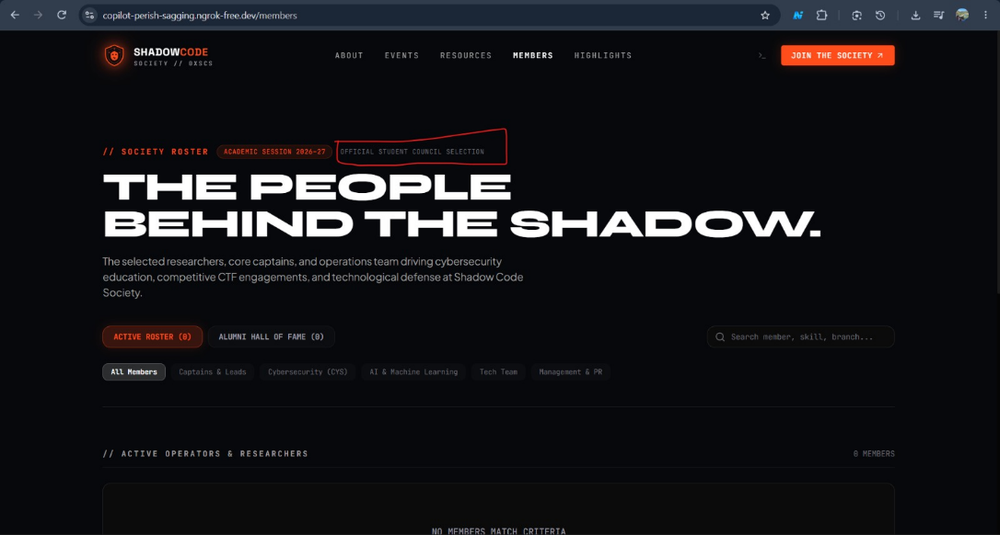 copilot-perish-sagging.ngrok-free.dev/members
SHADOWCODE
SOCIETY // 0XSCS
ABOUT EVENTS RESOURCES MEMBERS HIGHLIGHTS
>_
JOIN THE SOCIETY ↗
// SOCIETY ROSTER ACADEMIC SESSION 2026-27 OFFICIAL STUDENT COUNCIL SELECTION
THE PEOPLE
BEHIND THE SHADOW.
The selected researchers, core captains, and operations team driving cybersecurity
education, competitive CTF engagements, and technological defense at Shadow Code
Society.
ACTIVE ROSTER (0) ALUMNI HALL OF FAME (0) Search member, skill, branch...
All Members Captains & Leads Cybersecurity (CYS) AI & Machine Learning Tech Team Management & PR
// ACTIVE OPERATORS & RESEARCHERS 0 MEMBERS
NO MEMBERS MATCH CRITERIA